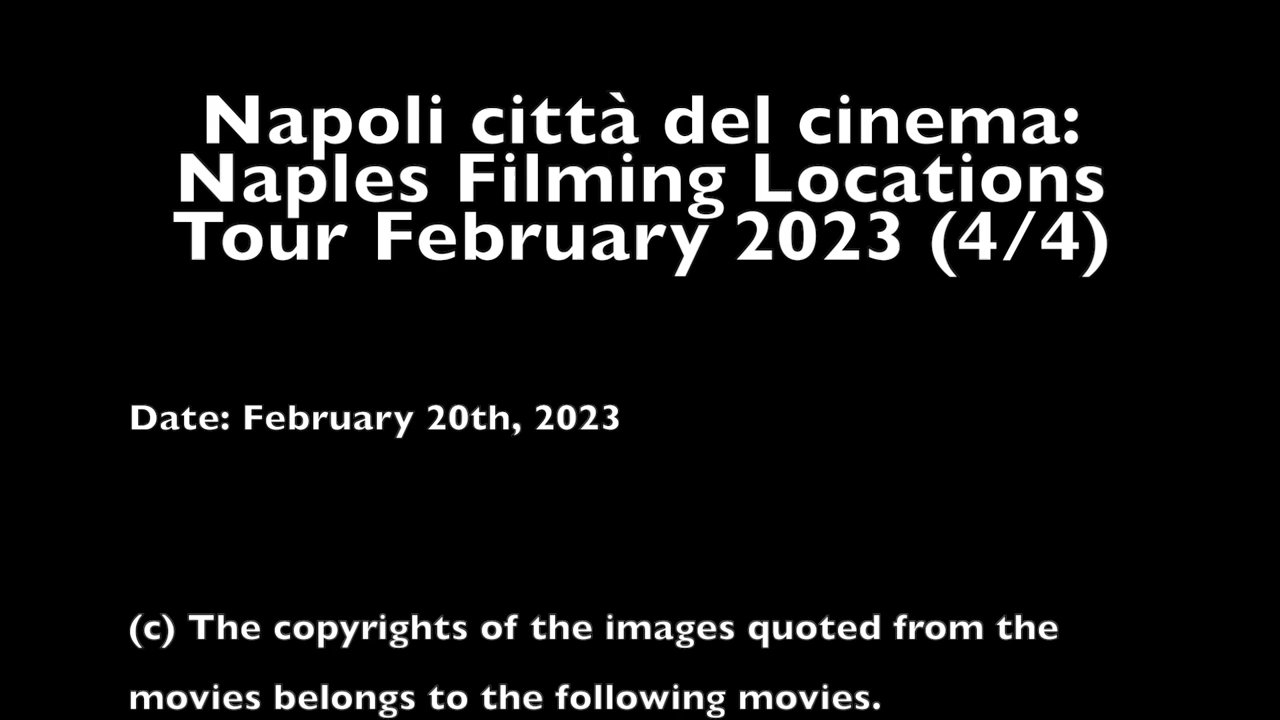 Napoli città del cinema:
Naples Filming Locations
Tour February 2023 (4/4)
Date: February 20th, 2023
(c) The copyrights of the images quoted from the
movies belongs to the following movies.